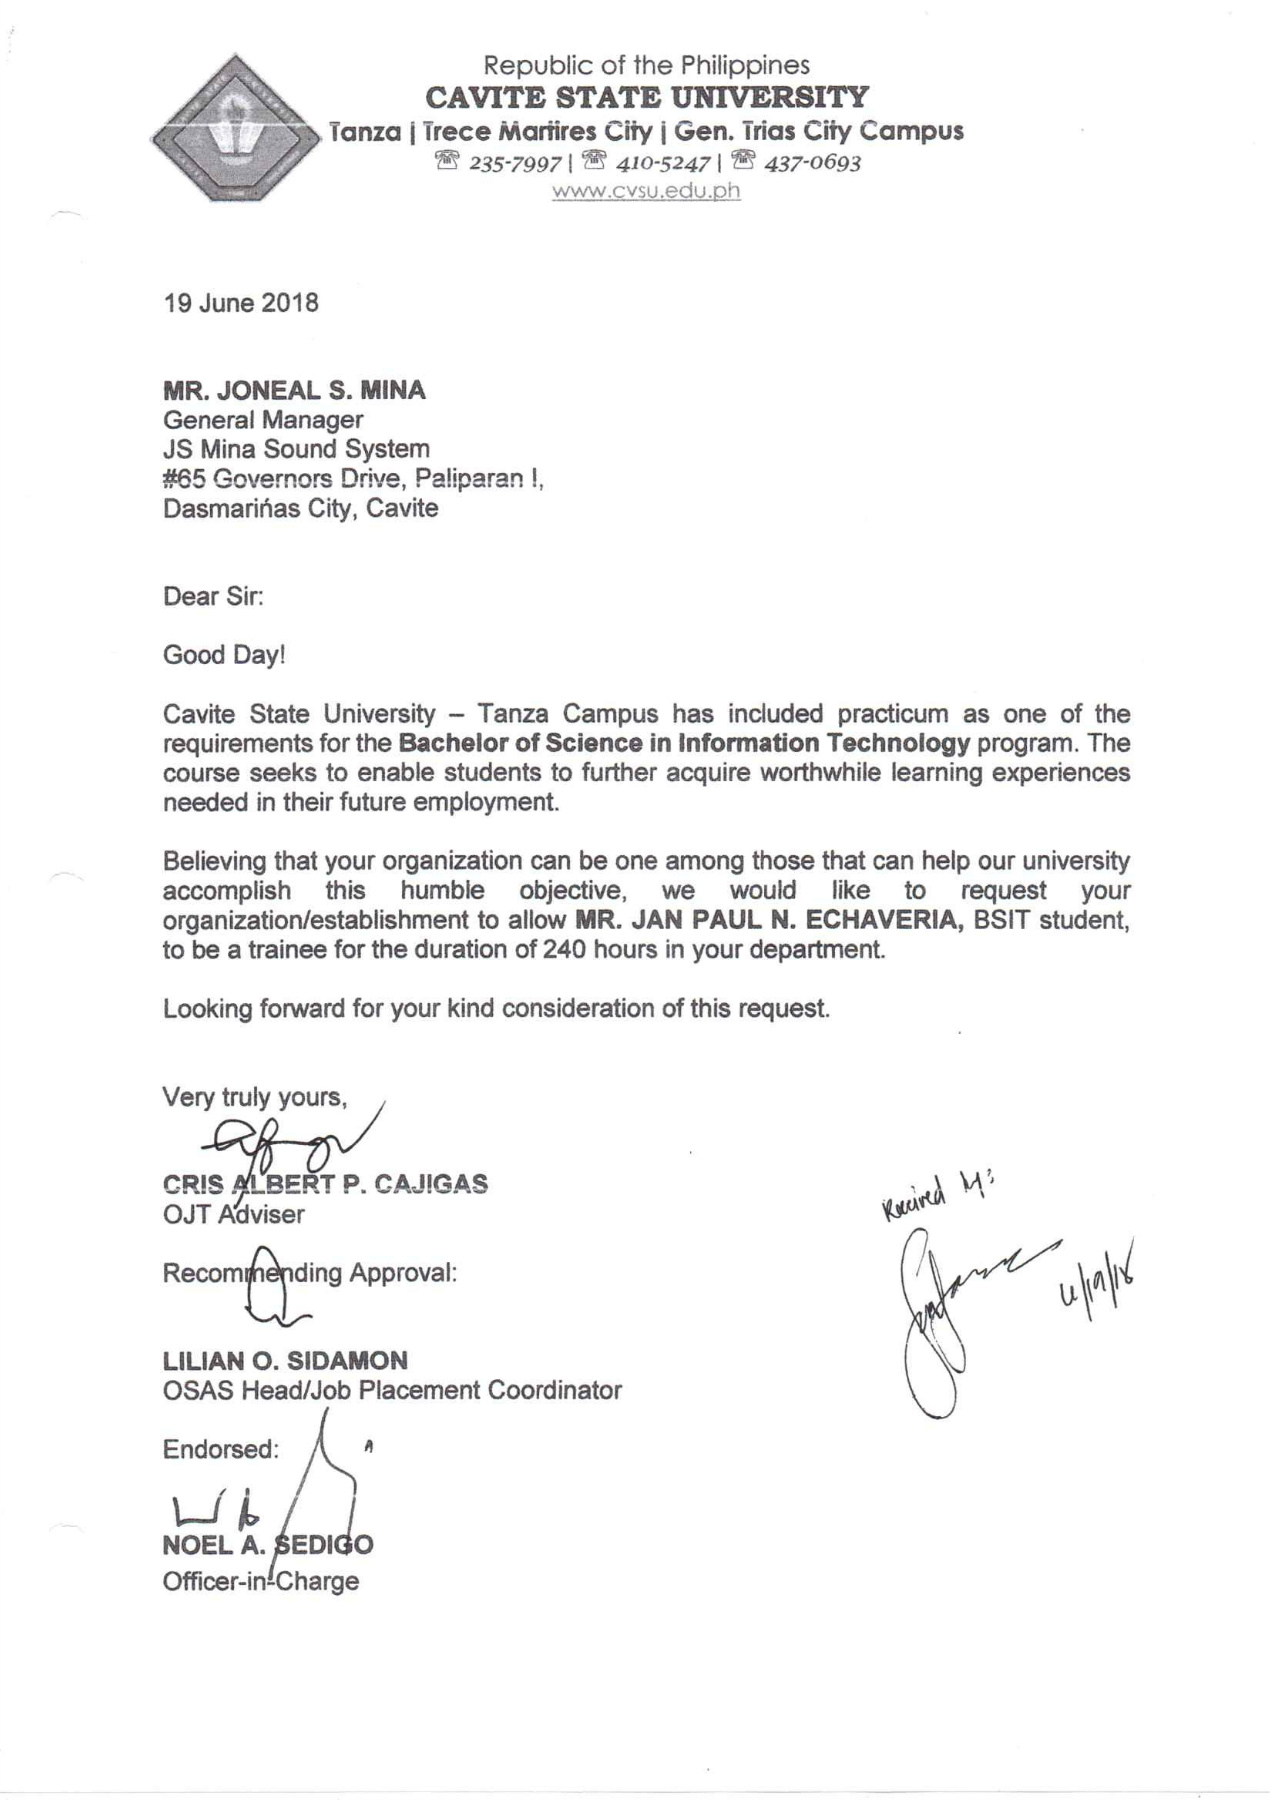 Republic of the Philippines
CAVITE STATE UNIVERSITY
Tanza | Trece Martires City | Gen. Trias City Campus
☏ 235-7997 | ☏ 410-5247 | ☏ 437-0693
www.cvsu.edu.ph
19 June 2018
MR. JONEAL S. MINA
General Manager
JS Mina Sound System
#65 Governors Drive, Paliparan I,
Dasmariñas City, Cavite
Dear Sir:
Good Day!
Cavite State University – Tanza Campus has included practicum as one of the
requirements for the Bachelor of Science in Information Technology program. The
course seeks to enable students to further acquire worthwhile learning experiences
needed in their future employment.
Believing that your organization can be one among those that can help our university
accomplish this humble objective, we would like to request your
organization/establishment to allow MR. JAN PAUL N. ECHAVERIA, BSIT student,
to be a trainee for the duration of 240 hours in your department.
Looking forward for your kind consideration of this request.
Very truly yours,
CRIS ALBERT P. CAJIGAS
OJT Adviser
Received by:
6/19/18
Recommending Approval:
LILIAN O. SIDAMON
OSAS Head/Job Placement Coordinator
Endorsed:
NOEL A. SEDIGO
Officer-in-Charge